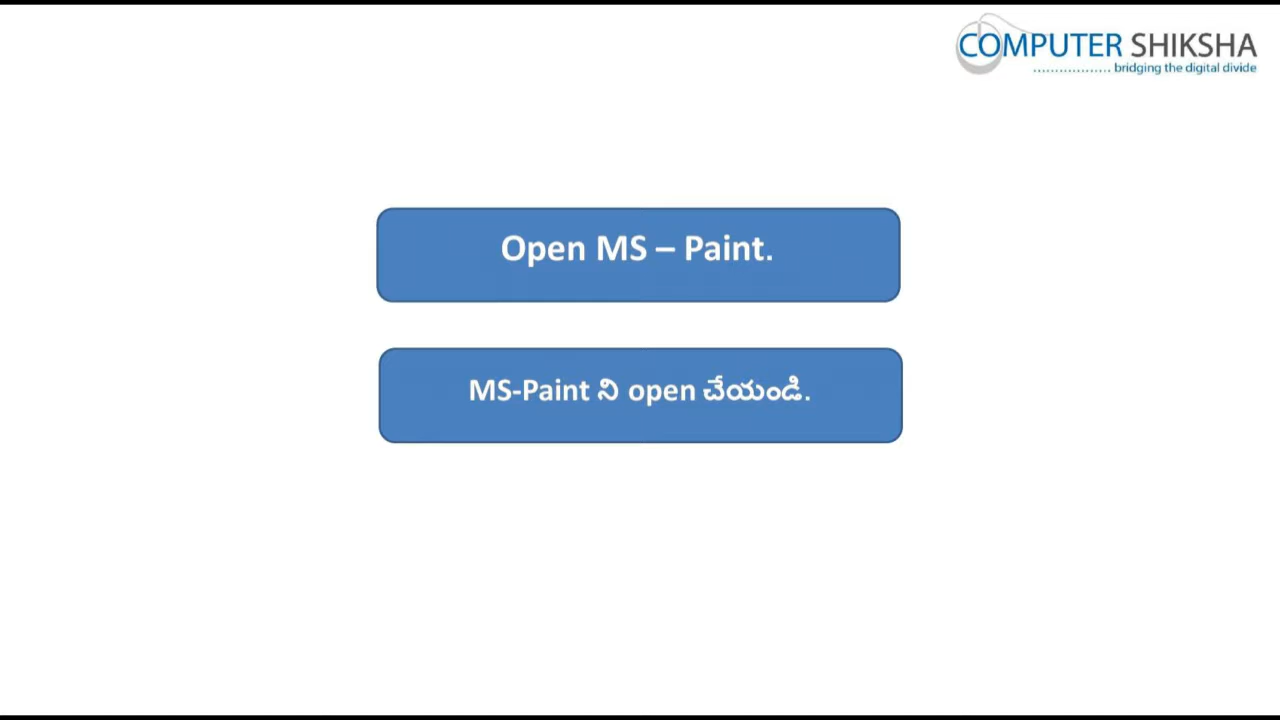 COMPUTER SHIKSHA
bridging the digital divide
Open MS – Paint.
MS-Paint ని open చేయండి.